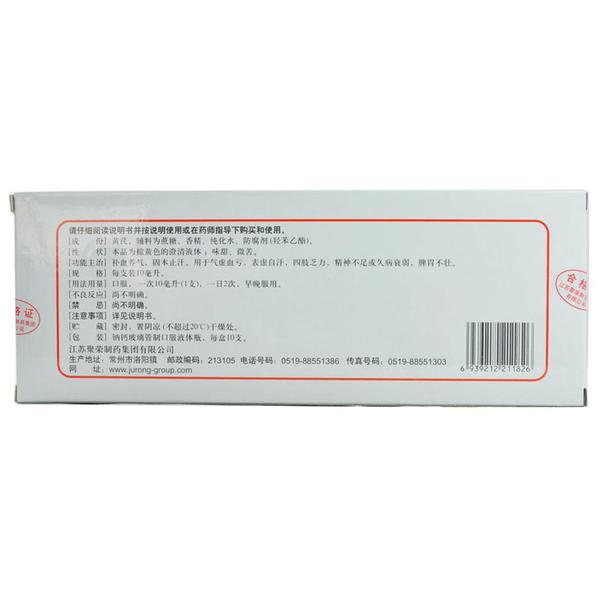 请仔细阅读说明书并按说明使用或在药师指导下购买和使用。
[成　份] 黄芪，辅料为蔗糖、香精、纯化水、防腐剂(羟苯乙酯)。
[性　状] 本品为棕黄色的澄清液体；味甜、微苦。
[功能主治] 补血养气，固本止汗。用于气虚血亏，表虚自汗，四肢乏力，精神不足或久病衰弱，脾胃不壮。
[规　格] 每支装10毫升。
[用法用量] 口服，一次10毫升(1支)，一日2次，早晚服用。
[不良反应] 尚不明确。
[禁　忌] 尚不明确。
[注意事项] 详见说明书。
[贮　藏] 密封，置阴凉(不超过20℃)干燥处。
[包　装] 钠钙玻璃管制口服液体瓶，每盒10支。
江苏聚荣制药集团有限公司
生产地址：常州市洛阳镇　邮政编码：213105　电话号码：0519-88551386　传真号码：0519-88551303
网　址：www.jurong-group.com
6 939212 211826
格证
合格